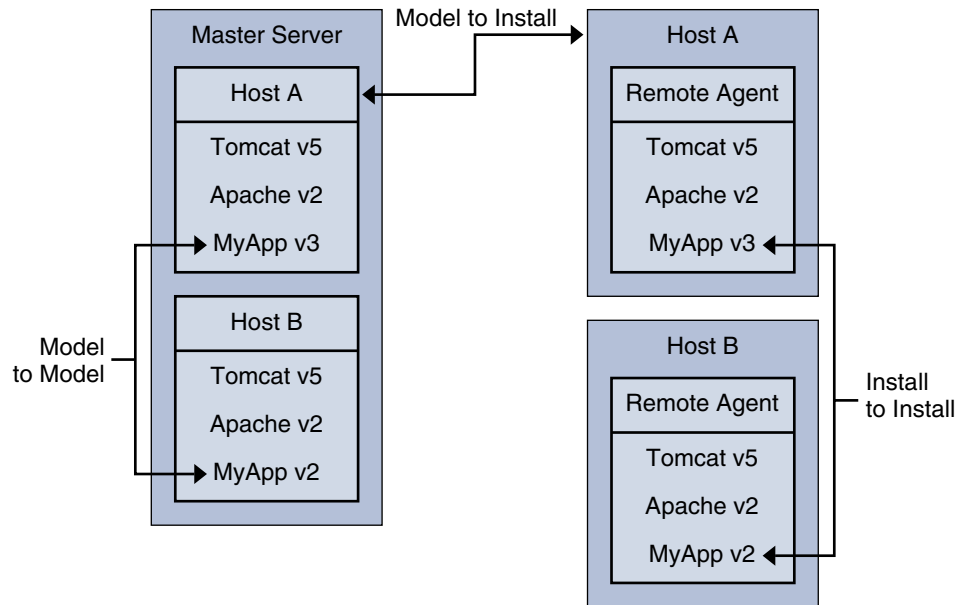 Model to Install
Master Server
Host A
Tomcat v5
Apache v2
MyApp v3
Host B
Tomcat v5
Apache v2
MyApp v2
Model
to Model
Host A
Remote Agent
Tomcat v5
Apache v2
MyApp v3
Host B
Remote Agent
Tomcat v5
Apache v2
MyApp v2
Install
to Install